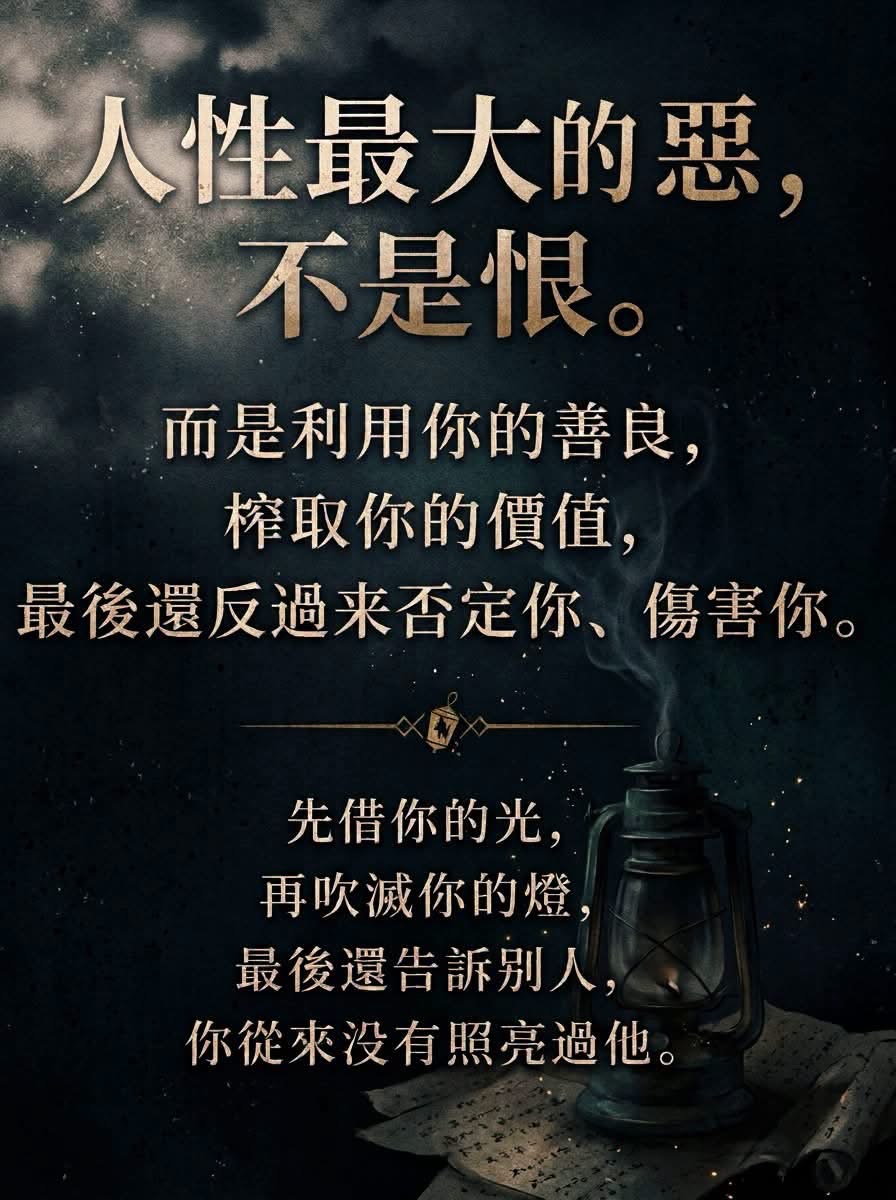 人性最大的惡，
不是恨。
而是利用你的善良，
榨取你的價值，
最後還反過来否定你、傷害你。
先借你的光，
再吹滅你的燈，
最後還告訴别人，
你從來没有照亮過他。